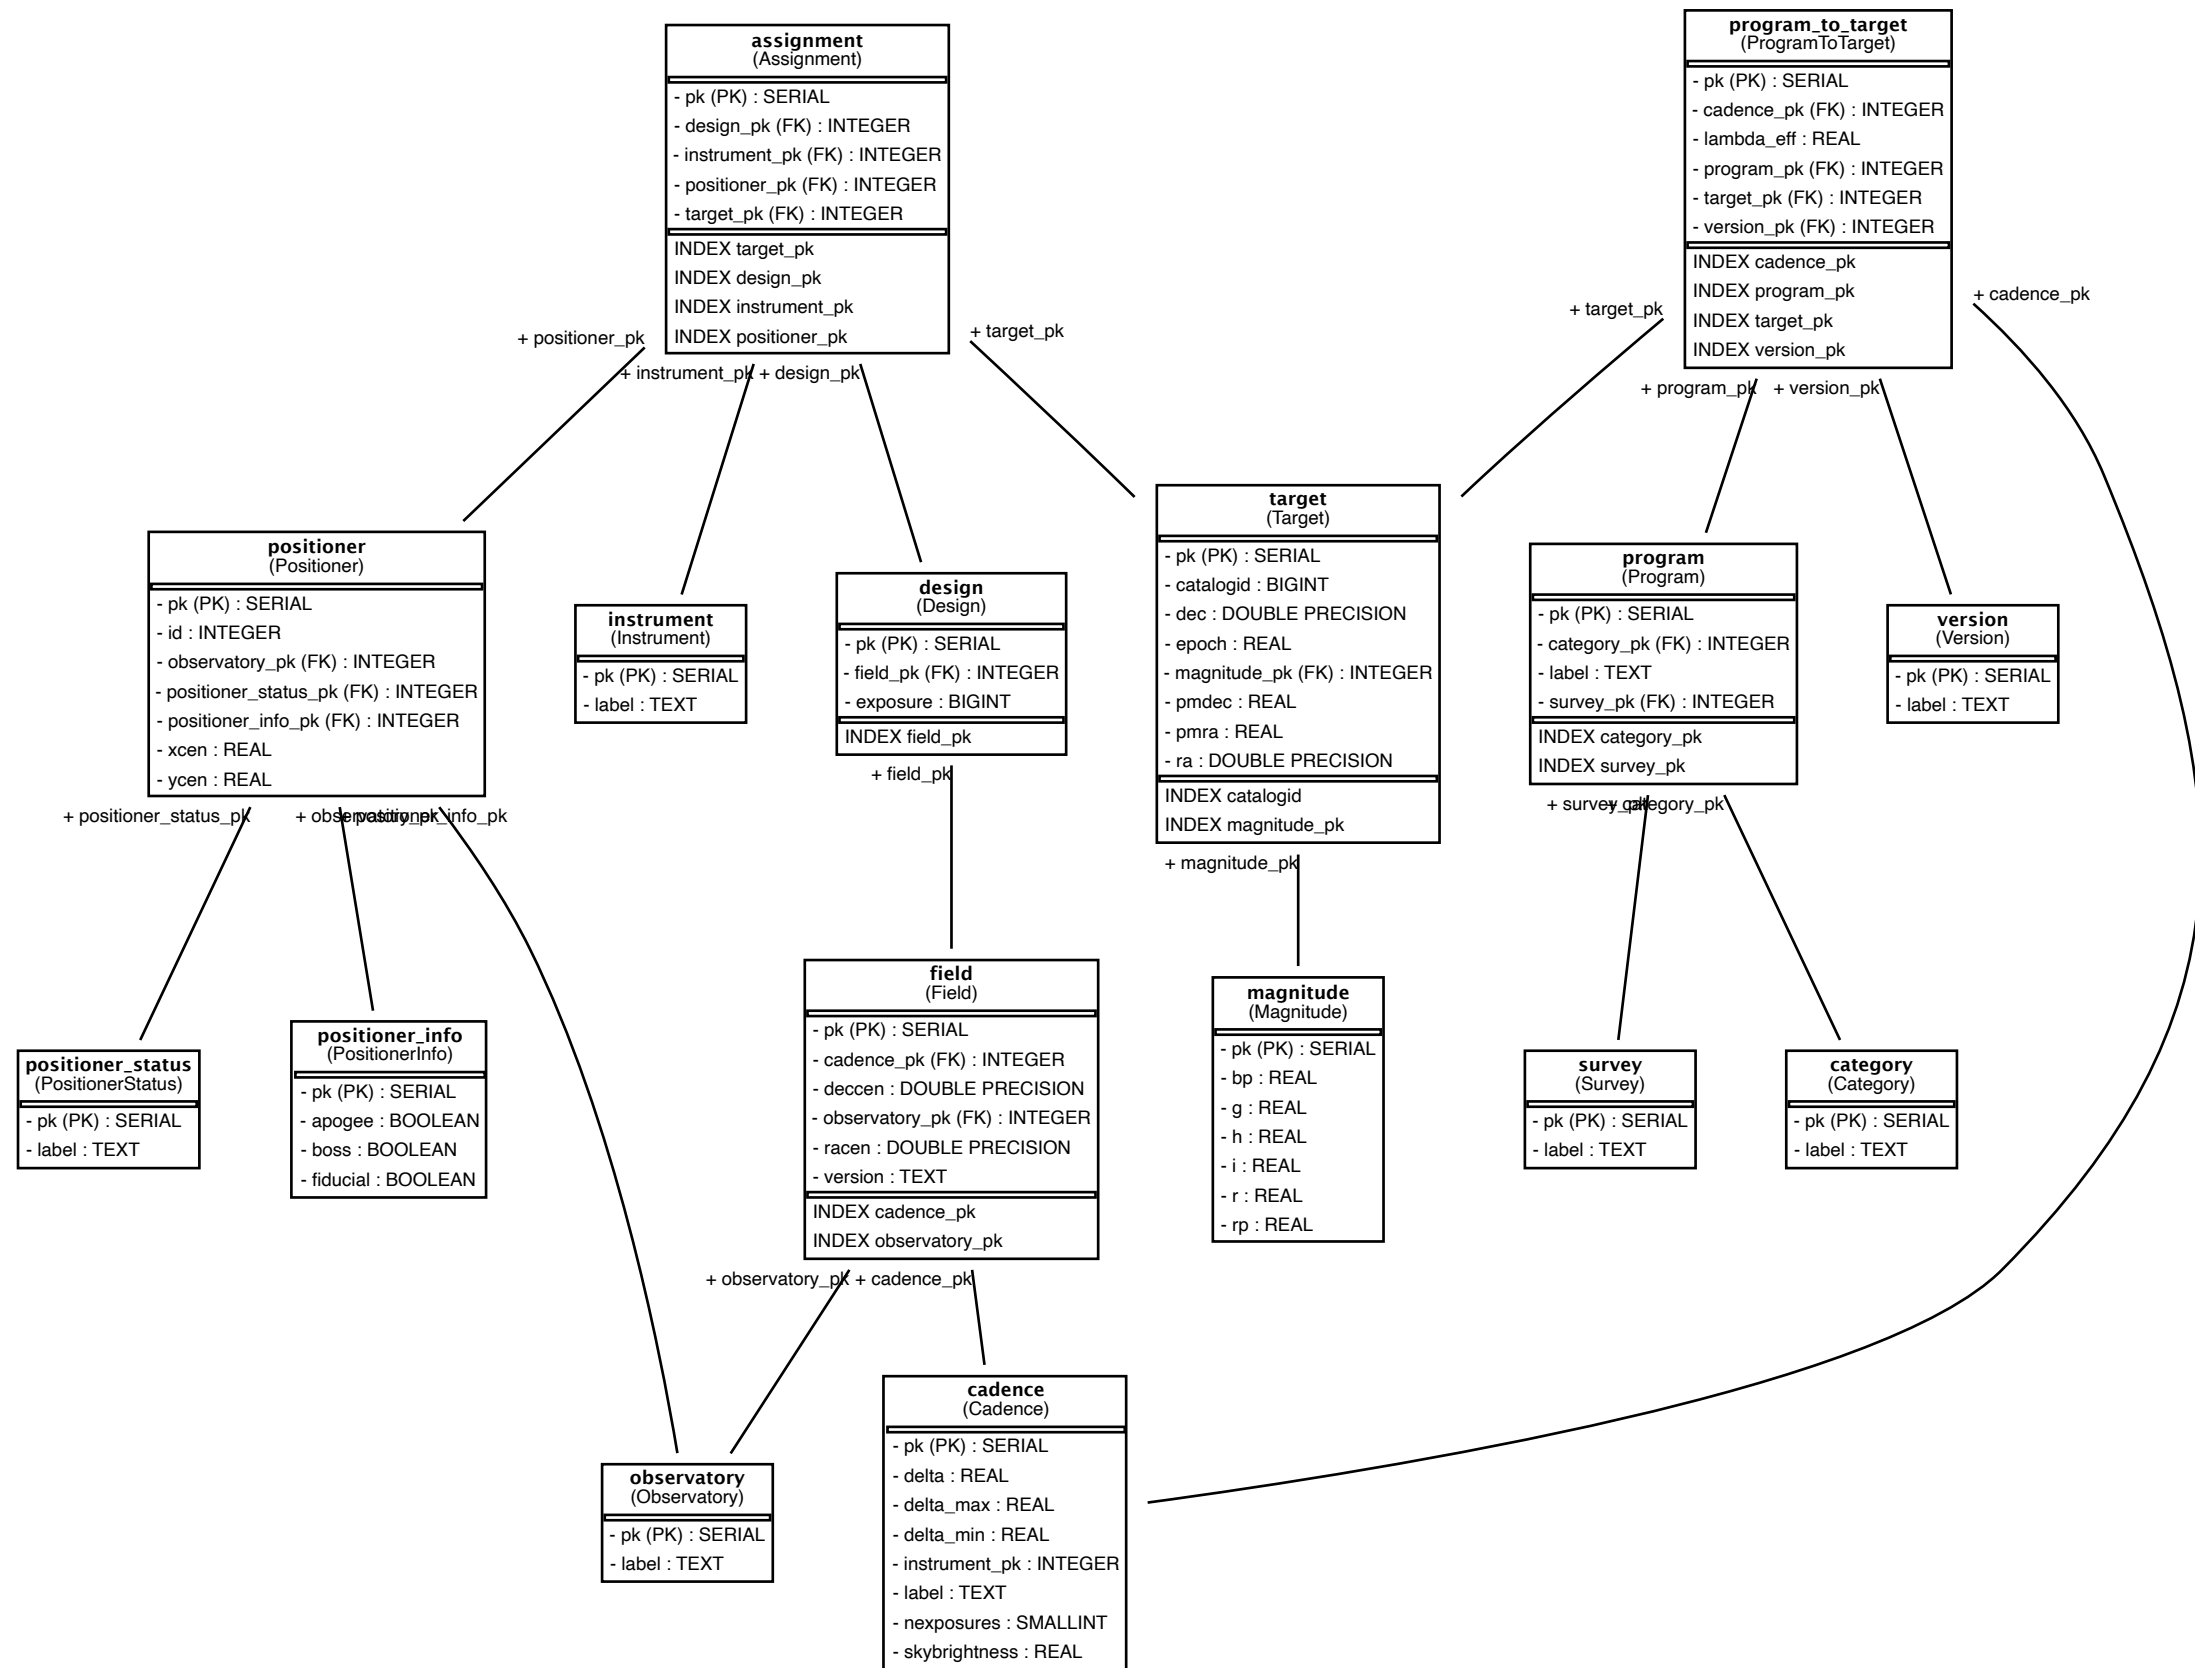 assignment
(Assignment)
- pk (PK) : SERIAL
- design_pk (FK) : INTEGER
- instrument_pk (FK) : INTEGER
- positioner_pk (FK) : INTEGER
- target_pk (FK) : INTEGER
INDEX target_pk
INDEX design_pk
INDEX instrument_pk
INDEX positioner_pk
program_to_target
(ProgramToTarget)
- pk (PK) : SERIAL
- cadence_pk (FK) : INTEGER
- lambda_eff : REAL
- program_pk (FK) : INTEGER
- target_pk (FK) : INTEGER
- version_pk (FK) : INTEGER
INDEX cadence_pk
INDEX program_pk
INDEX target_pk
INDEX version_pk
+ positioner_pk
+ instrument_pk
+ design_pk
+ target_pk
+ target_pk
+ program_pk
+ version_pk
+ cadence_pk
positioner
(Positioner)
- pk (PK) : SERIAL
- id : INTEGER
- observatory_pk (FK) : INTEGER
- positioner_status_pk (FK) : INTEGER
- positioner_info_pk (FK) : INTEGER
- xcen : REAL
- ycen : REAL
instrument
(Instrument)
- pk (PK) : SERIAL
- label : TEXT
design
(Design)
- pk (PK) : SERIAL
- field_pk (FK) : INTEGER
- exposure : BIGINT
INDEX field_pk
target
(Target)
- pk (PK) : SERIAL
- catalogid : BIGINT
- dec : DOUBLE PRECISION
- epoch : REAL
- magnitude_pk (FK) : INTEGER
- pmdec : REAL
- pmra : REAL
- ra : DOUBLE PRECISION
INDEX catalogid
INDEX magnitude_pk
program
(Program)
- pk (PK) : SERIAL
- category_pk (FK) : INTEGER
- label : TEXT
- survey_pk (FK) : INTEGER
INDEX category_pk
INDEX survey_pk
version
(Version)
- pk (PK) : SERIAL
- label : TEXT
+ positioner_status_pk
+ observatory_pk
+ positioner_info_pk
+ field_pk
+ magnitude_pk
+ survey_pk
+ category_pk
positioner_status
(PositionerStatus)
- pk (PK) : SERIAL
- label : TEXT
positioner_info
(PositionerInfo)
- pk (PK) : SERIAL
- apogee : BOOLEAN
- boss : BOOLEAN
- fiducial : BOOLEAN
field
(Field)
- pk (PK) : SERIAL
- cadence_pk (FK) : INTEGER
- deccen : DOUBLE PRECISION
- observatory_pk (FK) : INTEGER
- racen : DOUBLE PRECISION
- version : TEXT
INDEX cadence_pk
INDEX observatory_pk
magnitude
(Magnitude)
- pk (PK) : SERIAL
- bp : REAL
- g : REAL
- h : REAL
- i : REAL
- r : REAL
- rp : REAL
survey
(Survey)
- pk (PK) : SERIAL
- label : TEXT
category
(Category)
- pk (PK) : SERIAL
- label : TEXT
+ observatory_pk
+ cadence_pk
observatory
(Observatory)
- pk (PK) : SERIAL
- label : TEXT
cadence
(Cadence)
- pk (PK) : SERIAL
- delta : REAL
- delta_max : REAL
- delta_min : REAL
- instrument_pk : INTEGER
- label : TEXT
- nexposures : SMALLINT
- skybrightness : REAL